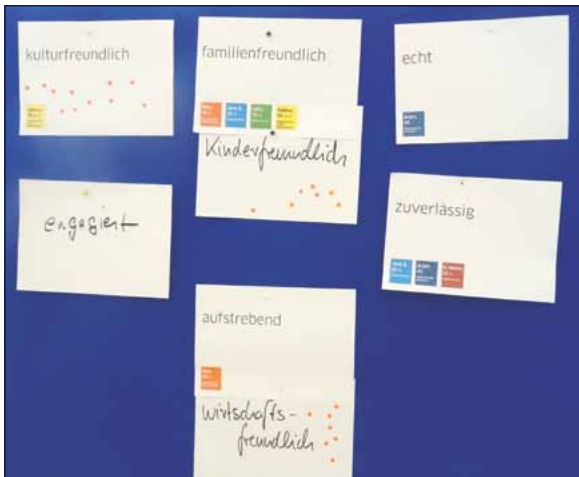 kulturfreundlich
familienfreundlich
echt
Kinderfreundlich
engagiert
zuverlässig
aufstrebend
wirtschafts-
freundlich